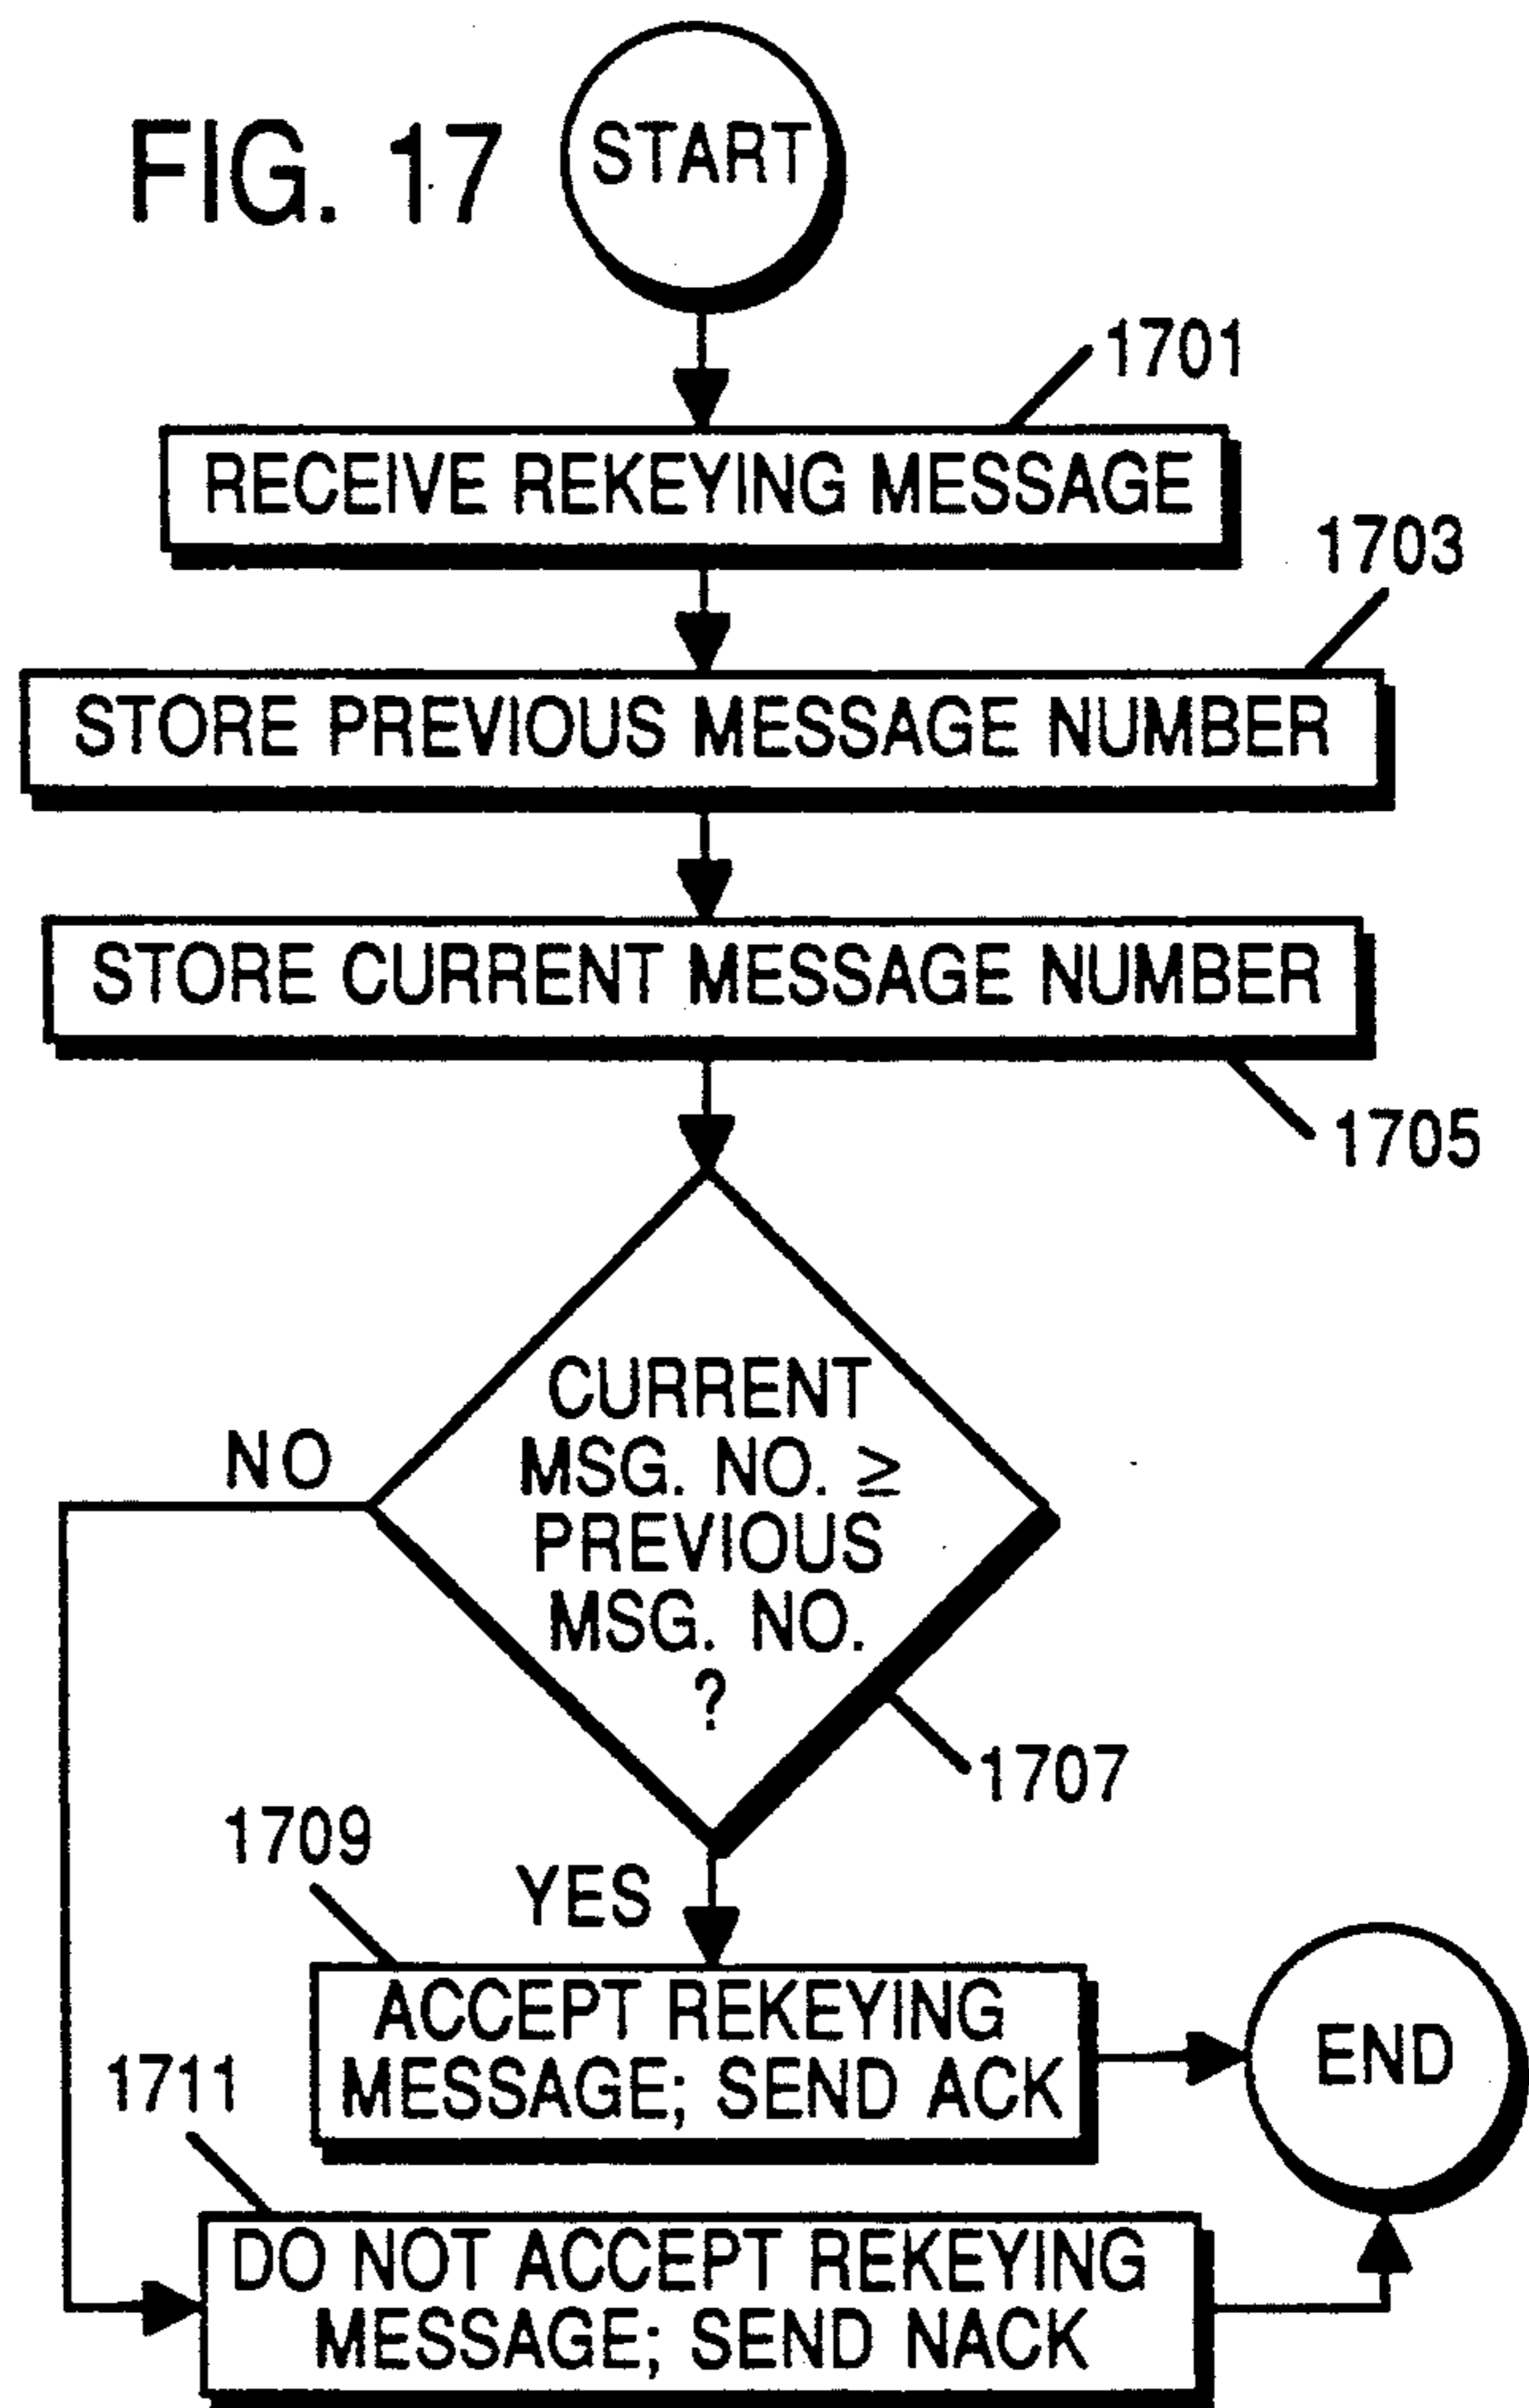 FIG. 17
START
1701
RECEIVE REKEYING MESSAGE
1703
STORE PREVIOUS MESSAGE NUMBER
STORE CURRENT MESSAGE NUMBER
1705
CURRENT
MSG. NO. ≥
PREVIOUS
MSG. NO.
?
NO
1707
1709
YES
ACCEPT REKEYING
MESSAGE; SEND ACK
END
1711
DO NOT ACCEPT REKEYING
MESSAGE; SEND NACK